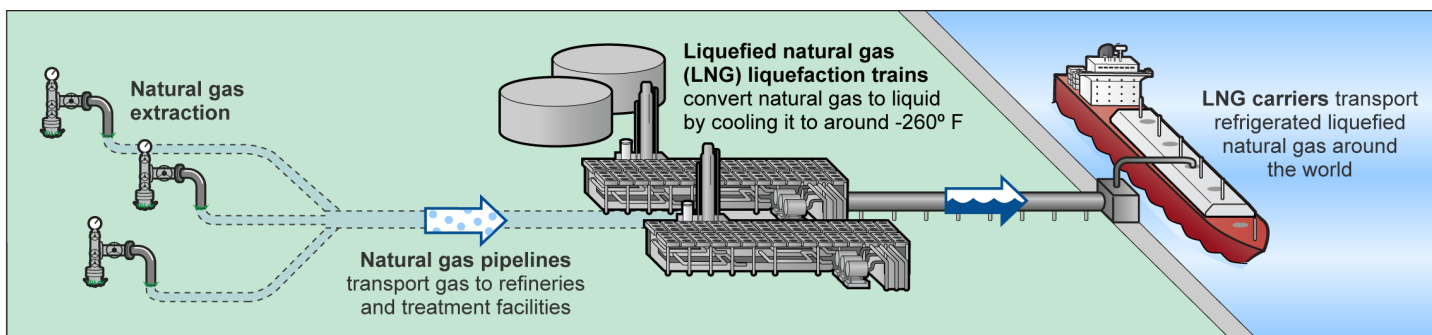 Natural gas
extraction
Natural gas pipelines
transport gas to refineries
and treatment facilities
Liquefied natural gas
(LNG) liquefaction trains
convert natural gas to liquid
by cooling it to around -260º F
LNG carriers transport
refrigerated liquefied
natural gas around
the world